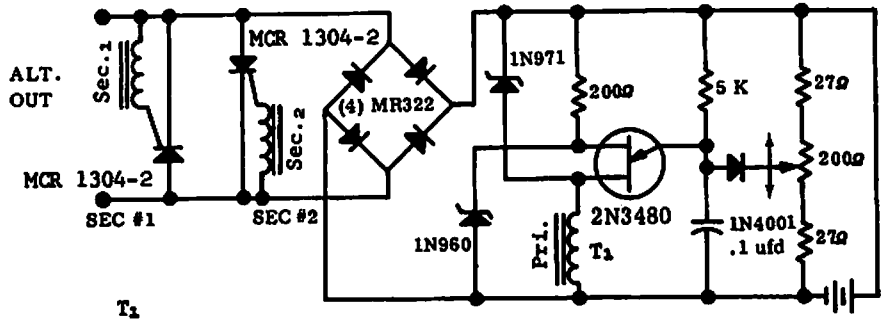 MCR 1304-2
Sec.1
ALT.
OUT
1N971
(4) MR322
200Ω
5 K
27Ω
Sec.2
200Ω
MCR 1304-2
SEC #1
SEC #2
1N960
Pri.
T1
2N3480
1N4001
.1 ufd
27Ω
T1